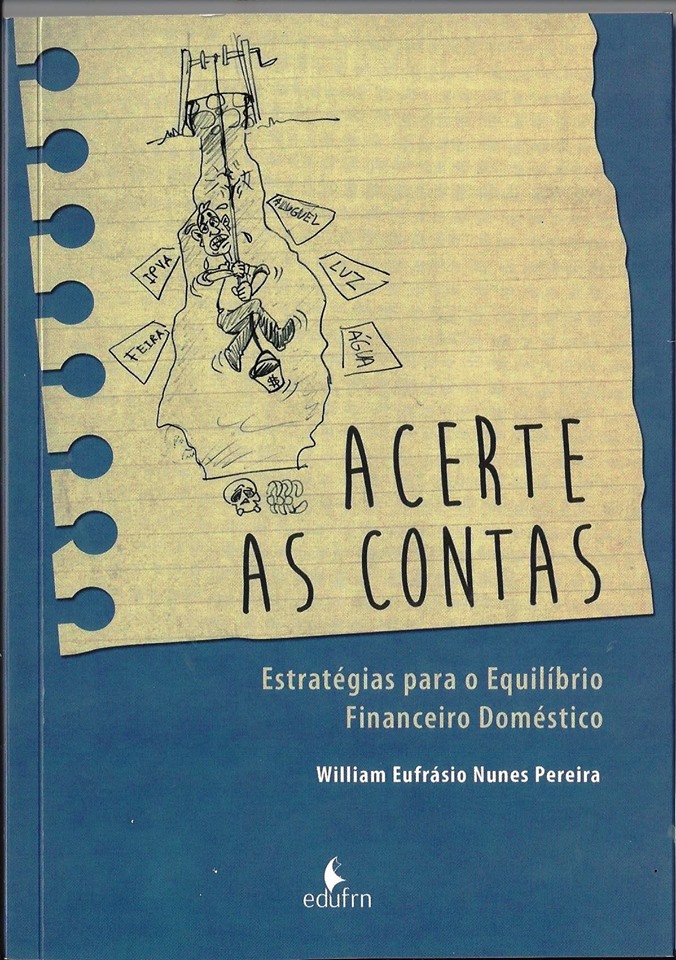 ALUGUEL
IPVA
LUZ
FEIRA
ÁGUA
$
ACERTE
AS CONTAS
Estratégias para o Equilíbrio
Financeiro Doméstico
William Eufrásio Nunes Pereira
edufrn